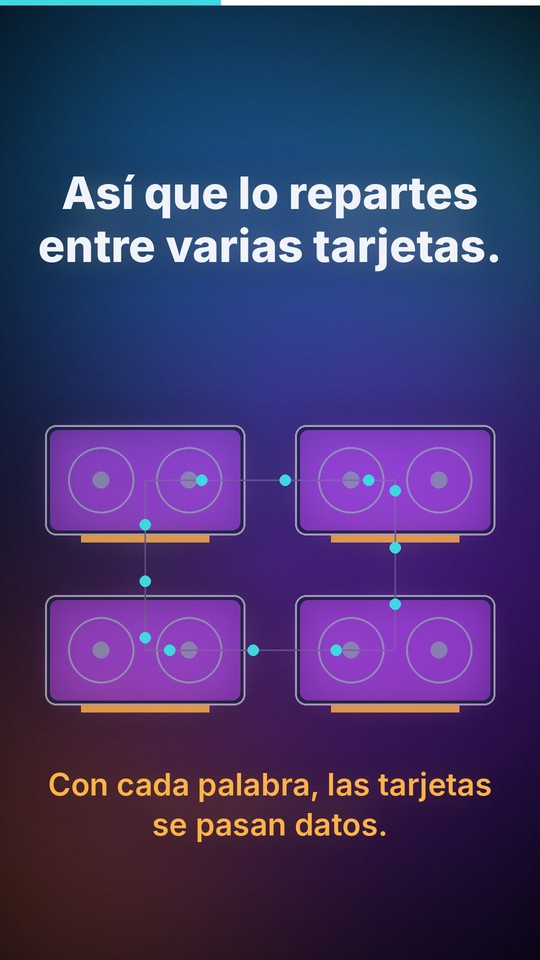 Así que lo repartes
entre varias tarjetas.
Con cada palabra, las tarjetas
se pasan datos.